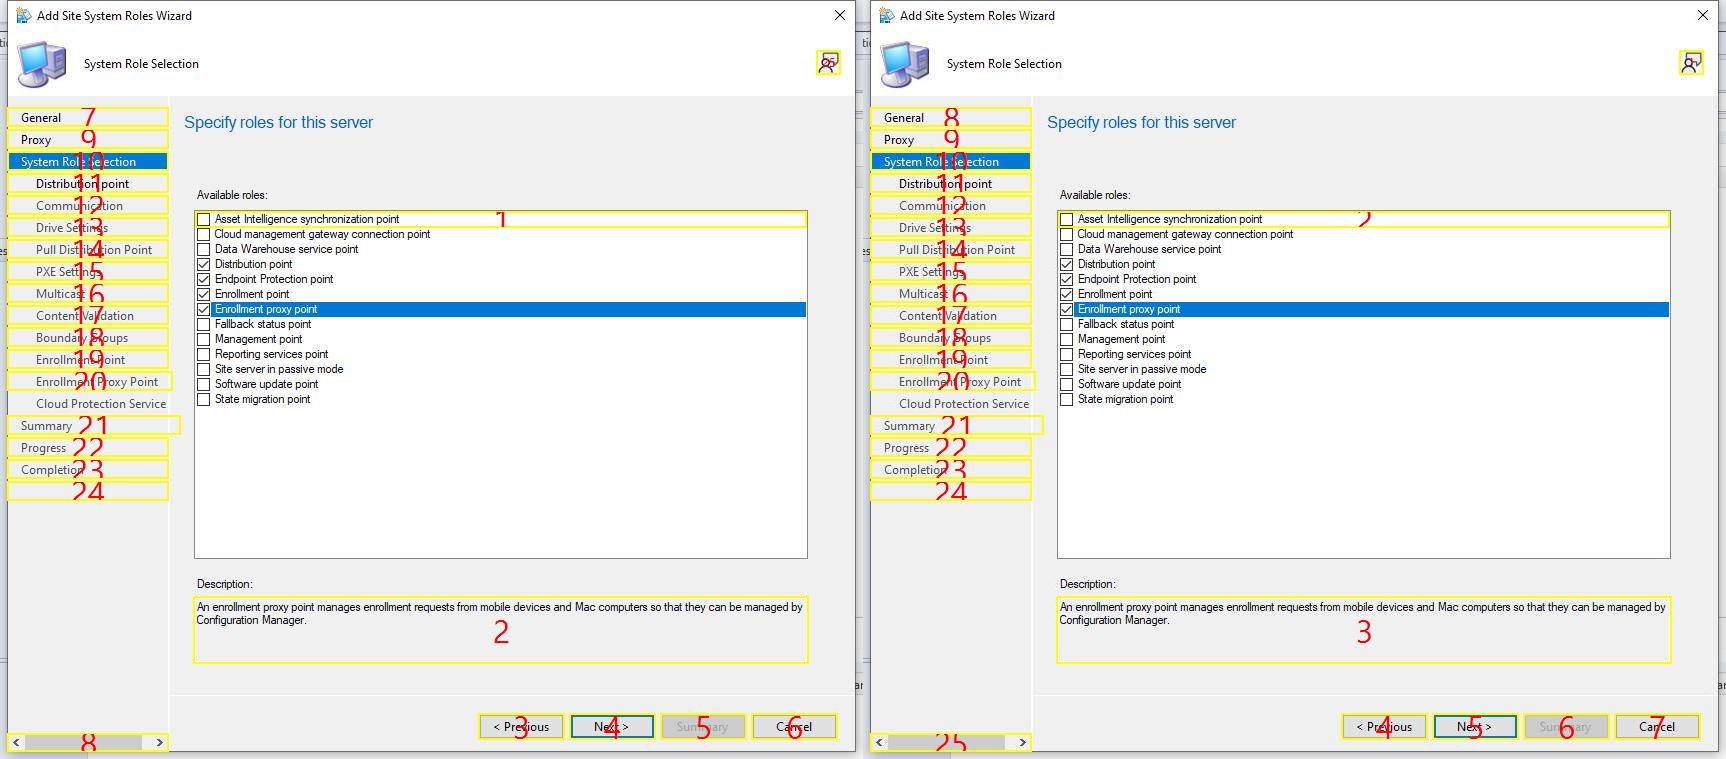 Add Site System Roles Wizard
System Role Selection
General 7
Proxy 9
System Role Selection 10
Distribution point 11
Communication 12
Drive Settings 13
Pull Distribution Point 14
PXE Settings 15
Multicast 16
Content Validation 17
Boundary Groups 18
Enrollment Point 19
Enrollment Proxy Point 20
Cloud Protection Service
Summary 21
Progress 22
Completion 23
24
8
Specify roles for this server
Available roles:
Asset Intelligence synchronization point 1
Cloud management gateway connection point
Data Warehouse service point
Distribution point
Endpoint Protection point
Enrollment point
Enrollment proxy point
Fallback status point
Management point
Reporting services point
Site server in passive mode
Software update point
State migration point
Description:
An enrollment proxy point manages enrollment requests from mobile devices and Mac computers so that they can be managed by
Configuration Manager.
2
< Previous 3
Next > 4
Summary 5
Cancel 6
Add Site System Roles Wizard
System Role Selection
General 8
Proxy 9
System Role Selection 10
Distribution point 11
Communication 12
Drive Settings 13
Pull Distribution Point 14
PXE Settings 15
Multicast 16
Content Validation 17
Boundary Groups 18
Enrollment Point 19
Enrollment Proxy Point 20
Cloud Protection Service
Summary 21
Progress 22
Completion 23
24
25
Specify roles for this server
Available roles:
Asset Intelligence synchronization point 2
Cloud management gateway connection point
Data Warehouse service point
Distribution point
Endpoint Protection point
Enrollment point
Enrollment proxy point
Fallback status point
Management point
Reporting services point
Site server in passive mode
Software update point
State migration point
Description:
An enrollment proxy point manages enrollment requests from mobile devices and Mac computers so that they can be managed by
Configuration Manager.
3
< Previous 4
Next > 5
Summary 6
Cancel 7